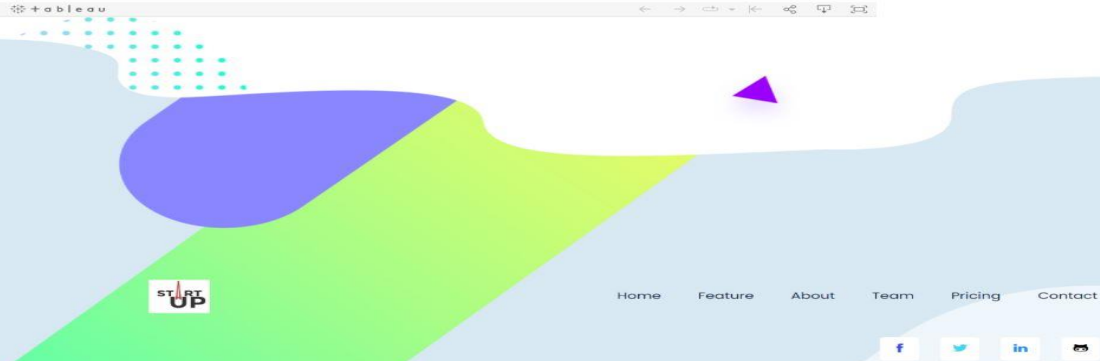 + a b l e a u
START UP
Home Feature About Team Pricing Contact
f in